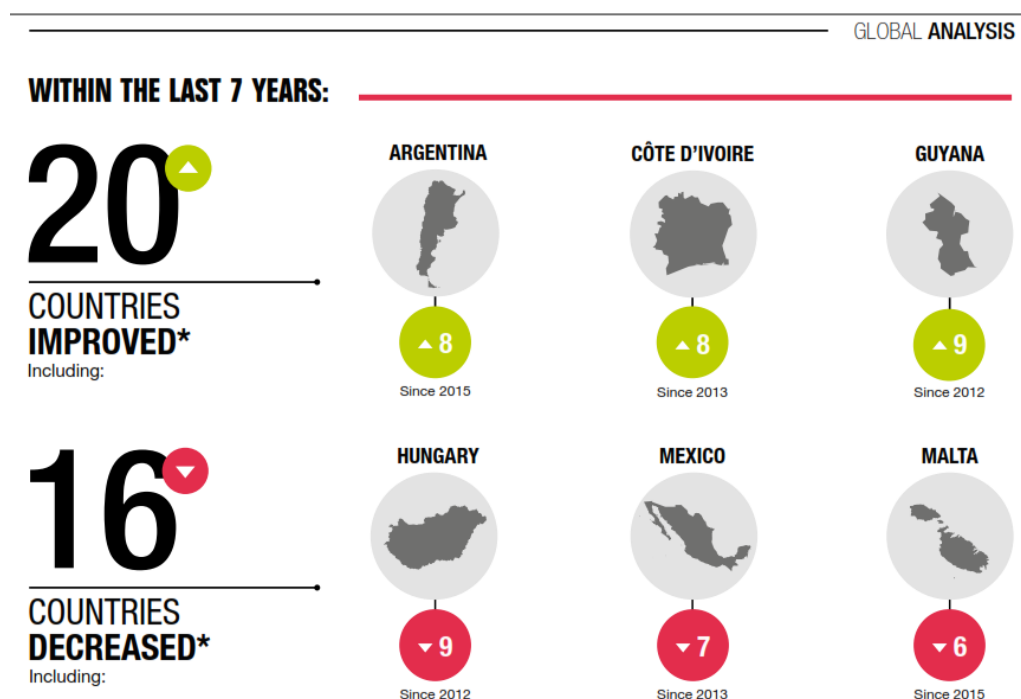 GLOBAL ANALYSIS
WITHIN THE LAST 7 YEARS:
20
COUNTRIES
IMPROVED*
Including:
ARGENTINA
8
Since 2015
CÔTE D'IVOIRE
8
Since 2013
GUYANA
9
Since 2012
16
COUNTRIES
DECREASED*
Including:
HUNGARY
9
Since 2012
MEXICO
7
Since 2013
MALTA
6
Since 2015